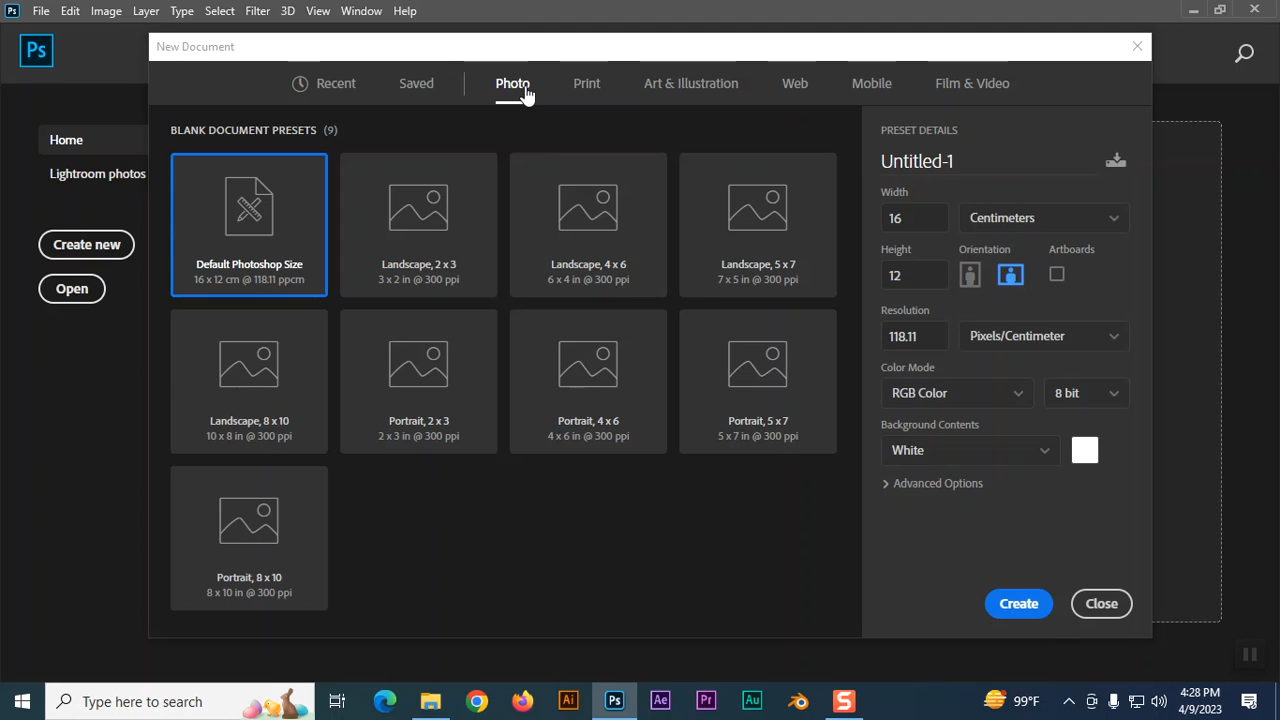 Ps File Edit Image Layer Type Select Filter 3D View Window Help
Ps
New Document
Recent Saved Photo Print Art & Illustration Web Mobile Film & Video
Home
Lightroom photos
Create new
Open
BLANK DOCUMENT PRESETS (9)
Default Photoshop Size
16 x 12 cm @ 118.11 ppcm
Landscape, 2 x 3
3 x 2 in @ 300 ppi
Landscape, 4 x 6
6 x 4 in @ 300 ppi
Landscape, 5 x 7
7 x 5 in @ 300 ppi
Landscape, 8 x 10
10 x 8 in @ 300 ppi
Portrait, 2 x 3
2 x 3 in @ 300 ppi
Portrait, 4 x 6
4 x 6 in @ 300 ppi
Portrait, 5 x 7
5 x 7 in @ 300 ppi
Portrait, 8 x 10
8 x 10 in @ 300 ppi
PRESET DETAILS
Untitled-1
Width
16 Centimeters
Height Orientation Artboards
12
Resolution
118.11 Pixels/Centimeter
Color Mode
RGB Color 8 bit
Background Contents
White
Advanced Options
Create Close
Type here to search
Ai Ps Ae Pr Au S
99°F
4:28 PM
4/9/2023